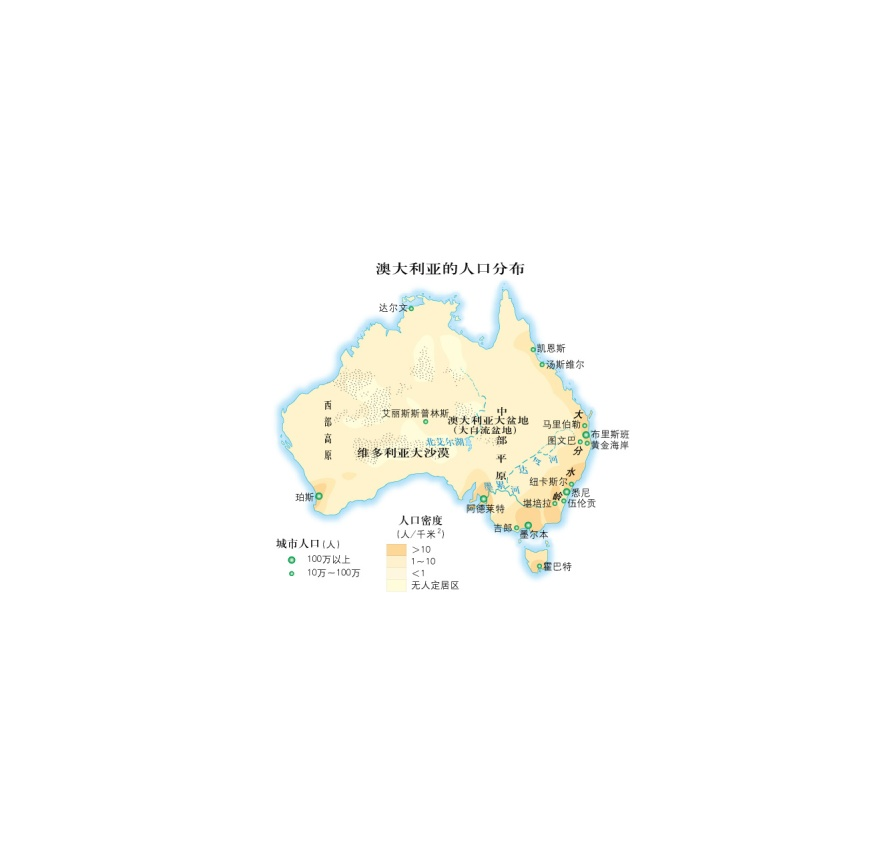 澳大利亚的人口分布
达尔文
凯恩斯
汤斯维尔
西部高原
艾丽斯斯普林斯
中部平原
澳大利亚大盆地
(大自流盆地)
大分水岭
马里伯勒
布里斯班
图文巴
黄金海岸
北艾尔湖
维多利亚大沙漠
达令河
纽卡斯尔
悉尼
珀斯
堪培拉
伍伦贡
阿德莱特
吉郎
墨尔本
霍巴特
城市人口(人)
100万以上
10万~100万
人口密度
(人/千米²)
>10
1~10
<1
无人定居区